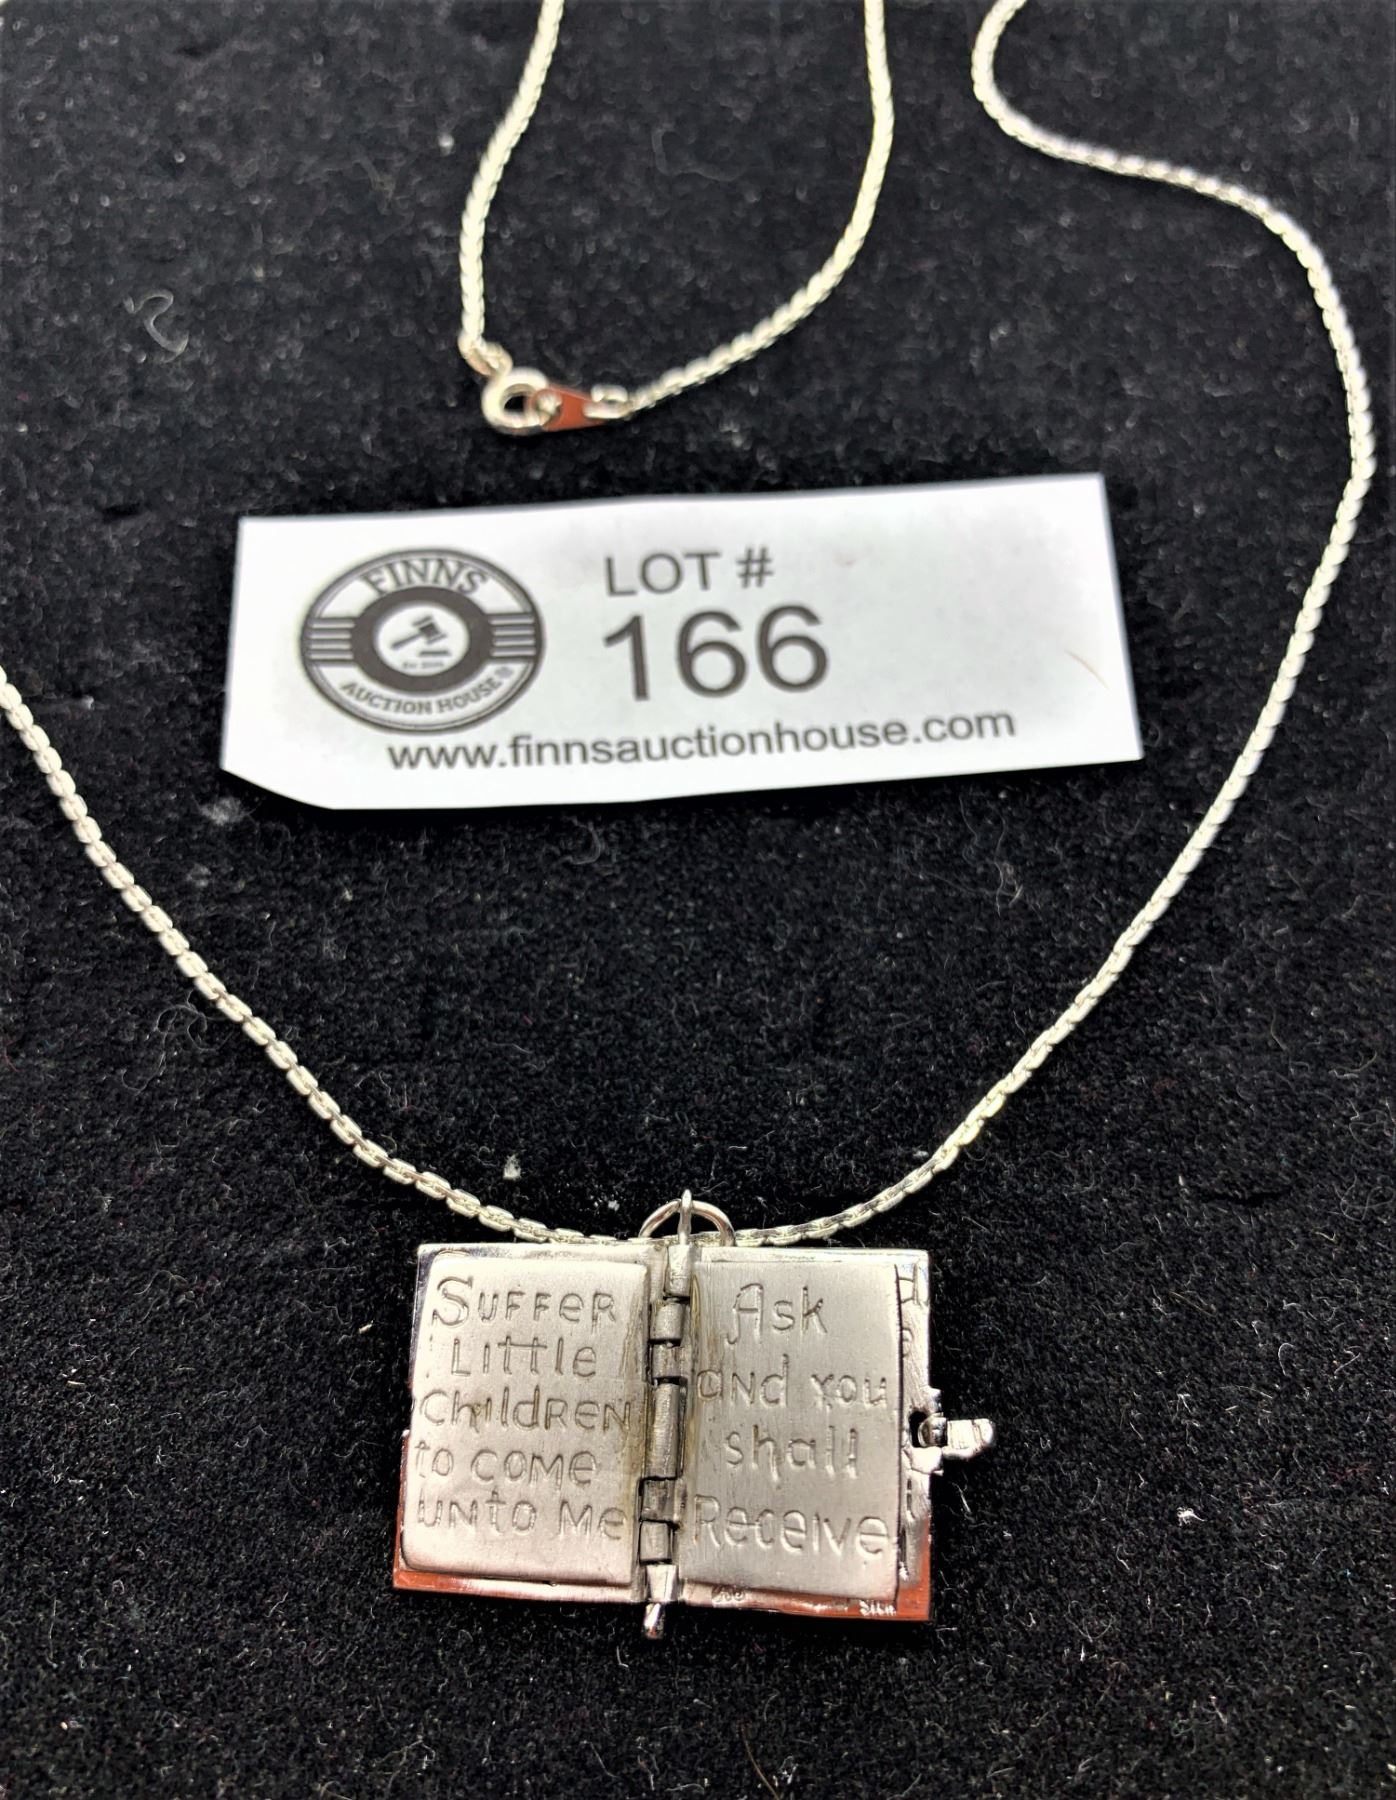 FINNS
AUCTION HOUSE
LOT #
166
www.finnsauctionhouse.com
Suffer
Little
Children
to come
unto Me
Ask
and you
shall
Receive